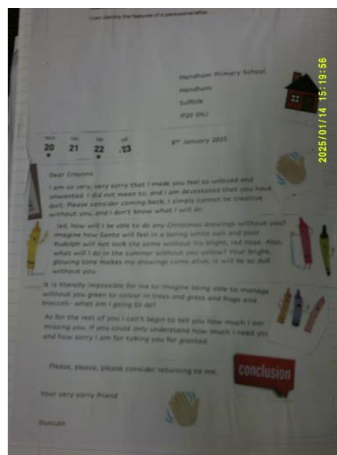 I can identify the features of a persuasive letter.
Mendham Primary School
Mendham
Suffolk
IP20 0NJ
2025/01/14 15:19:56
20 21 22 23
8th January 2025
Dear Crayons
I am so very, very sorry that I made you feel so unloved and
unwanted. I did not mean to, and I am devastated that you have
quit. Please consider coming back, I simply cannot be creative
without you, and I don't know what I will do.
Red, how will I be able to do any Christmas drawings without you?
Imagine how Santa will feel in a boring white suit and poor
Rudolph will not look the same without his bright, red nose. Also,
what will I do in the summer without you yellow? Your bright,
glowing tone makes my drawings come alive, it will be so dull
without you.
It is literally impossible for me to imagine being able to manage
without you green to colour in trees and grass and frogs and
broccoli- what am I going to do?
As for the rest of you I can't begin to tell you how much I am
missing you. If you could only understand how much I need you
and how sorry I am for taking you for granted.
Please, please, please consider returning to me.
conclusion
Your very sorry friend
Duncan